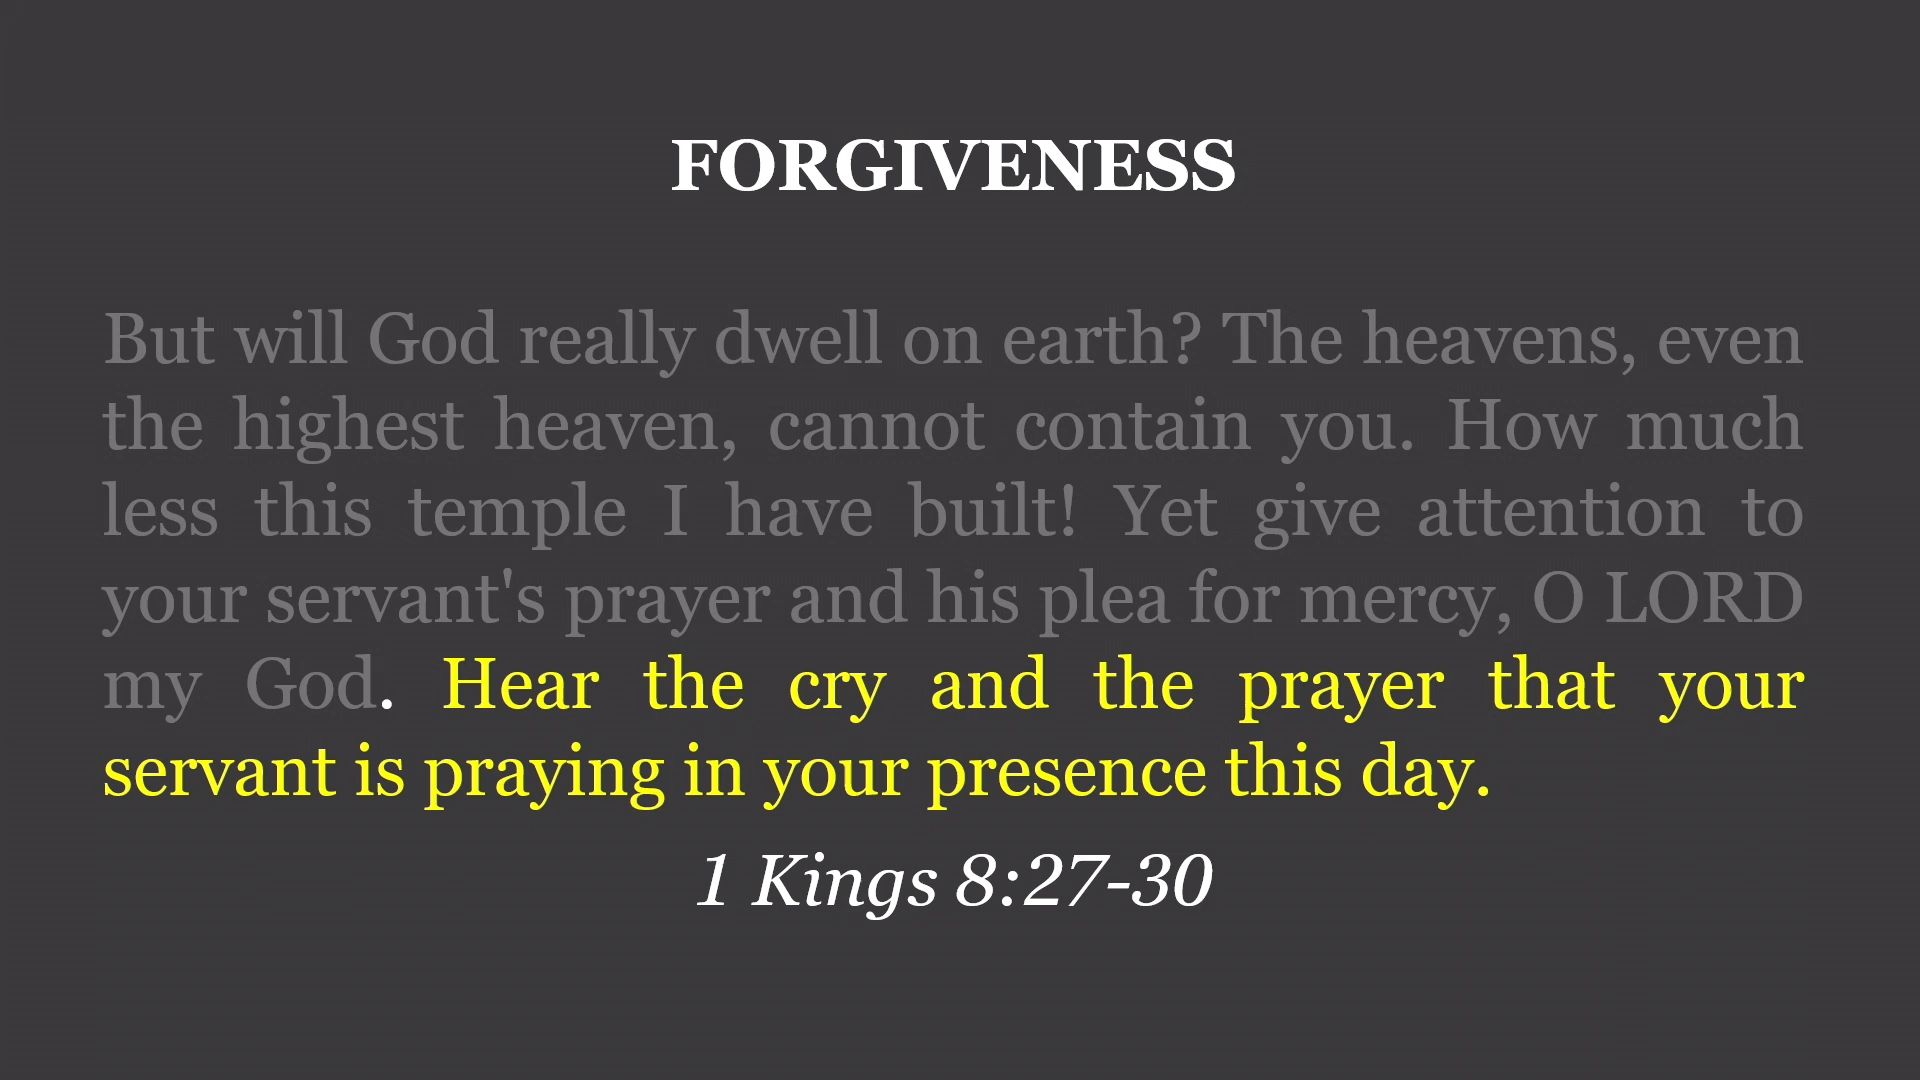 FORGIVENESS
But will God really dwell on earth? The heavens, even
the highest heaven, cannot contain you. How much
less this temple I have built! Yet give attention to
your servant's prayer and his plea for mercy, O LORD
my God. Hear the cry and the prayer that your
servant is praying in your presence this day.
1 Kings 8:27-30